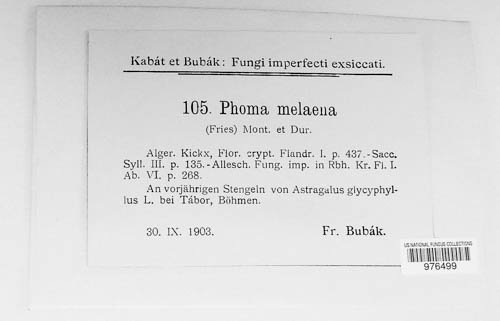 Kabát et Bubák: Fungi imperfecti exsiccati.
105. Phoma melaena
(Fries) Mont. et Dur.
Alger. Kickx, Flor. crypt. Flandr. I. p. 437.-Sacc.
Syll. III. p. 135.-Allesch. Fung. imp. in Rbh. Kr. Fl. I.
Ab. VI. p. 268.
An vorjährigen Stengeln von Astragalus glycyphyl-
lus L. bei Tábor, Böhmen.
30. IX. 1903. Fr. Bubák.
US NATIONAL FUNGUS COLLECTIONS
976499